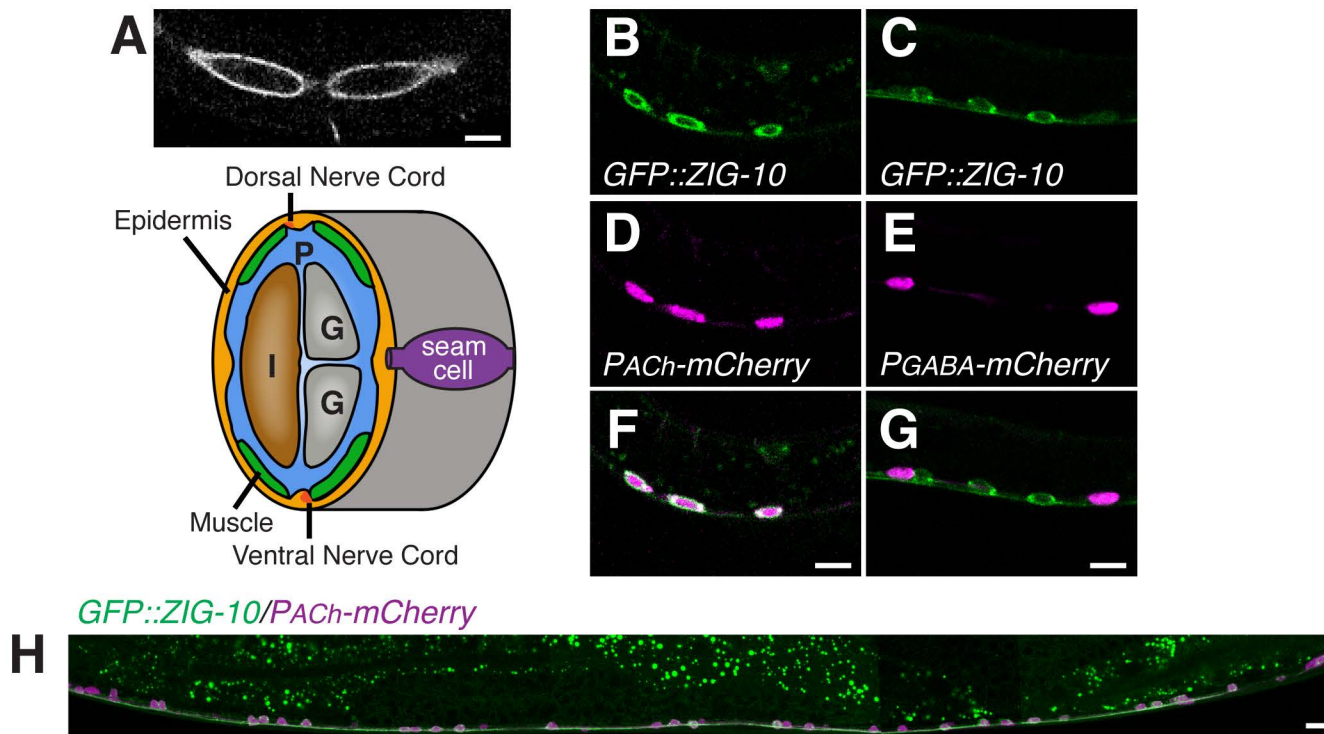 A
Dorsal Nerve Cord
Epidermis
P
G
I
seam
cell
G
Muscle
Ventral Nerve Cord
B
GFP::ZIG-10
C
GFP::ZIG-10
D
PACh-mCherry
E
PGABA-mCherry
F
G
GFP::ZIG-10/PACh-mCherry
H